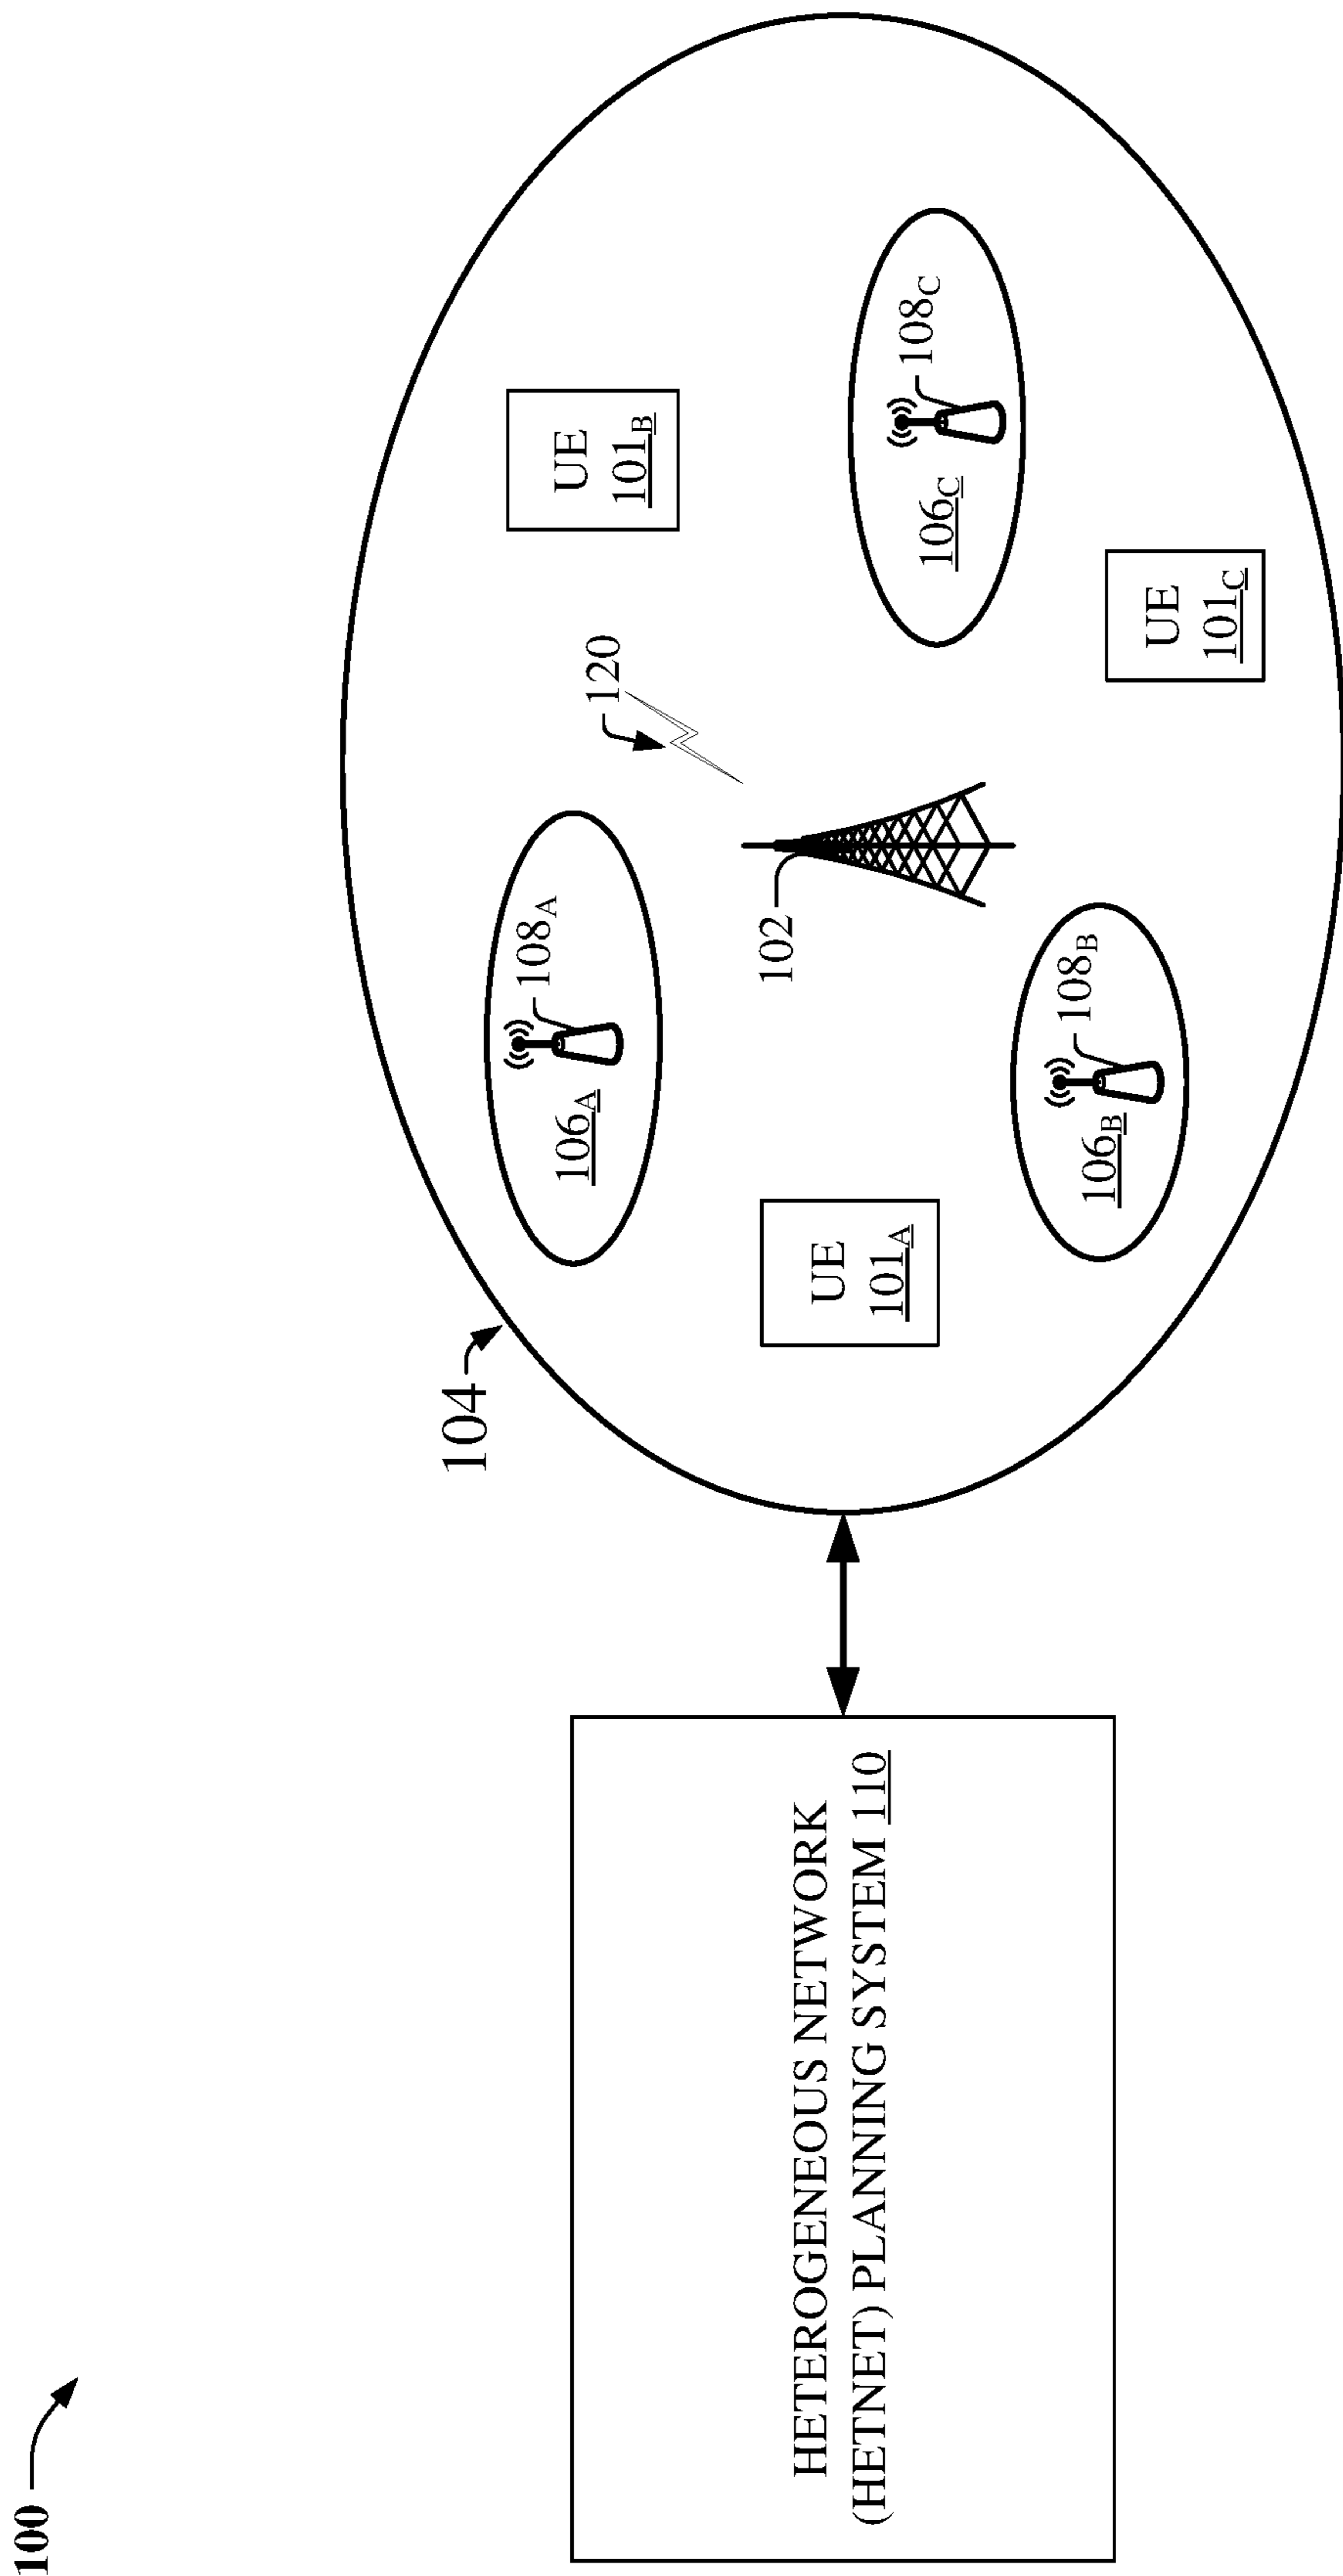 100
HETEROGENEOUS NETWORK
(HETNET) PLANNING SYSTEM 110
104
UE
101A
106A
108A
106B
108B
102
120
UE
101B
106C
108C
UE
101C